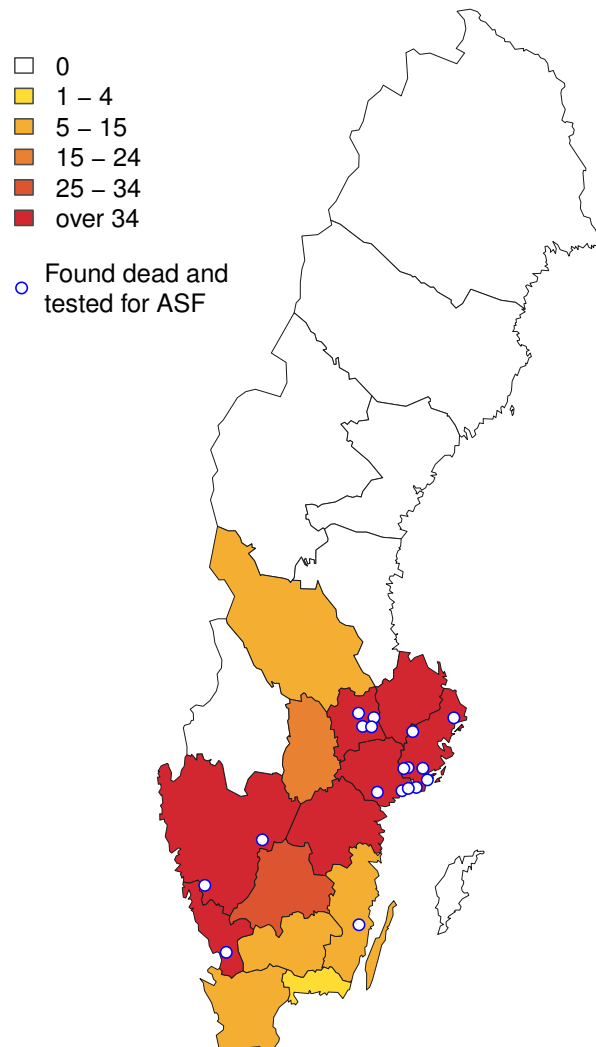 0
1 – 4
5 – 15
15 – 24
25 – 34
over 34
Found dead and
tested for ASF